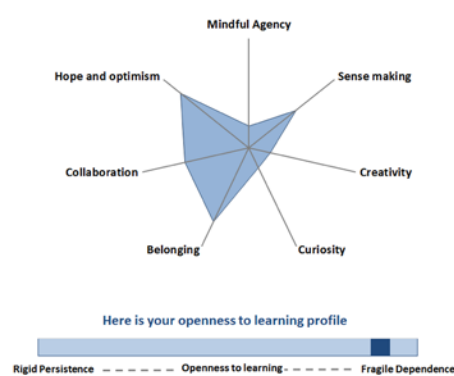 Mindful Agency
Hope and optimism
Sense making
Collaboration
Creativity
Belonging
Curiosity
Here is your openness to learning profile
Rigid Persistence – – – – – – Openness to learning – – – – – – Fragile Dependence